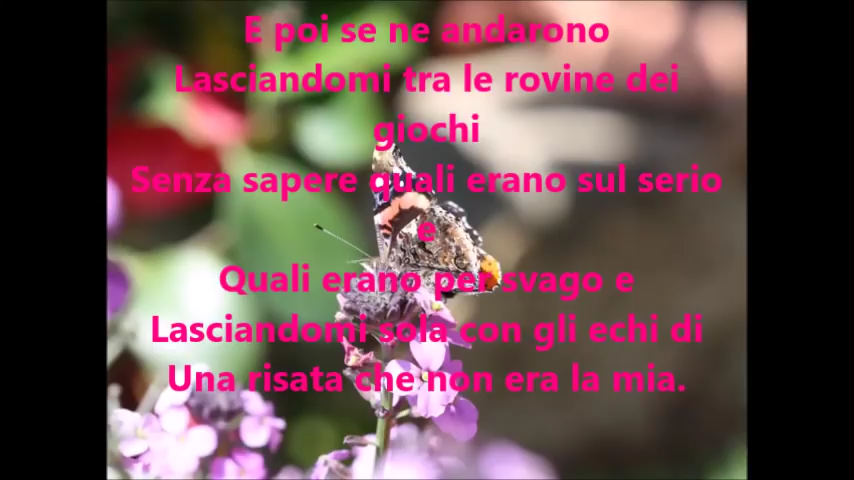 E poi se ne andarono
Lasciandomi tra le rovine dei
giochi
Senza sapere quali erano sul serio
e
Quali erano per svago e
Lasciandomi sola con gli echi di
Una risata che non era la mia.